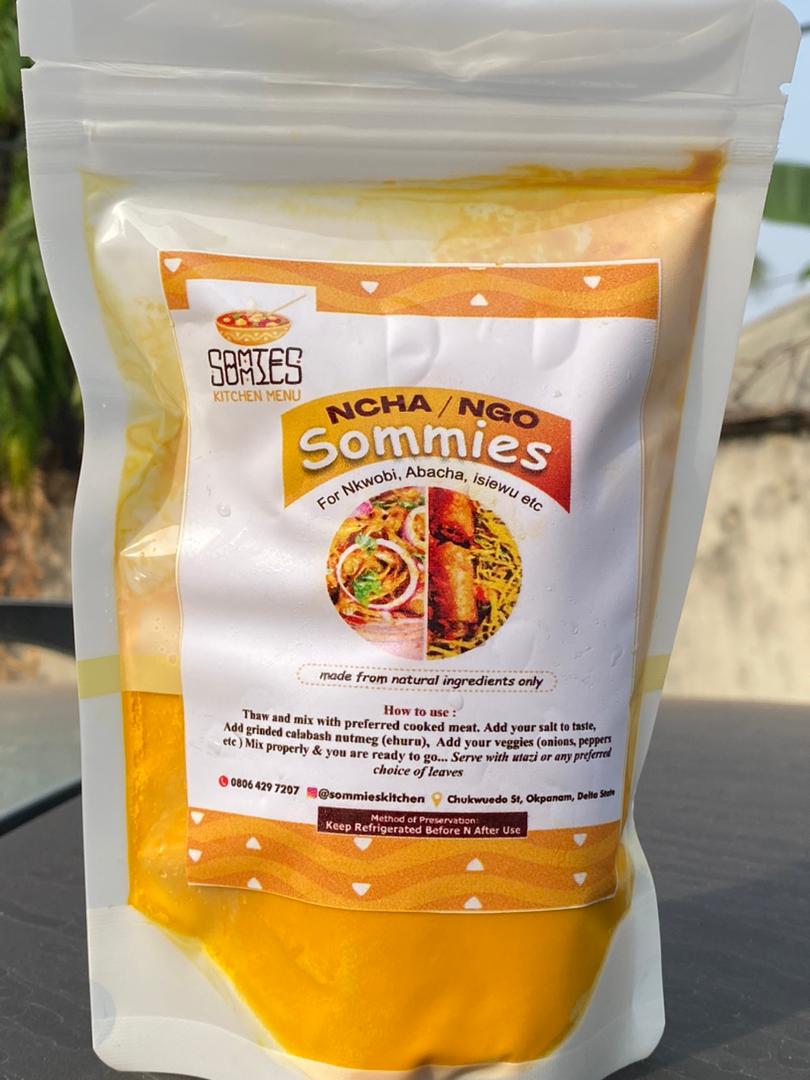 SOMMIES
KITCHEN MENU
NCHA / NGO
Sommies
For Nkwobi, Abacha, isiewu etc
made from natural ingredients only
How to use :
Thaw and mix with preferred cooked meat. Add your salt to taste,
Add grinded calabash nutmeg (ehuru), Add your veggies (onions, peppers
etc ) Mix properly & you are ready to go... Serve with utazi or any preferred
choice of leaves
0806 429 7207 @sommieskitchen Chukwuedo St, Okpanam, Delta State
Method of Preservation:
Keep Refrigerated Before N After Use